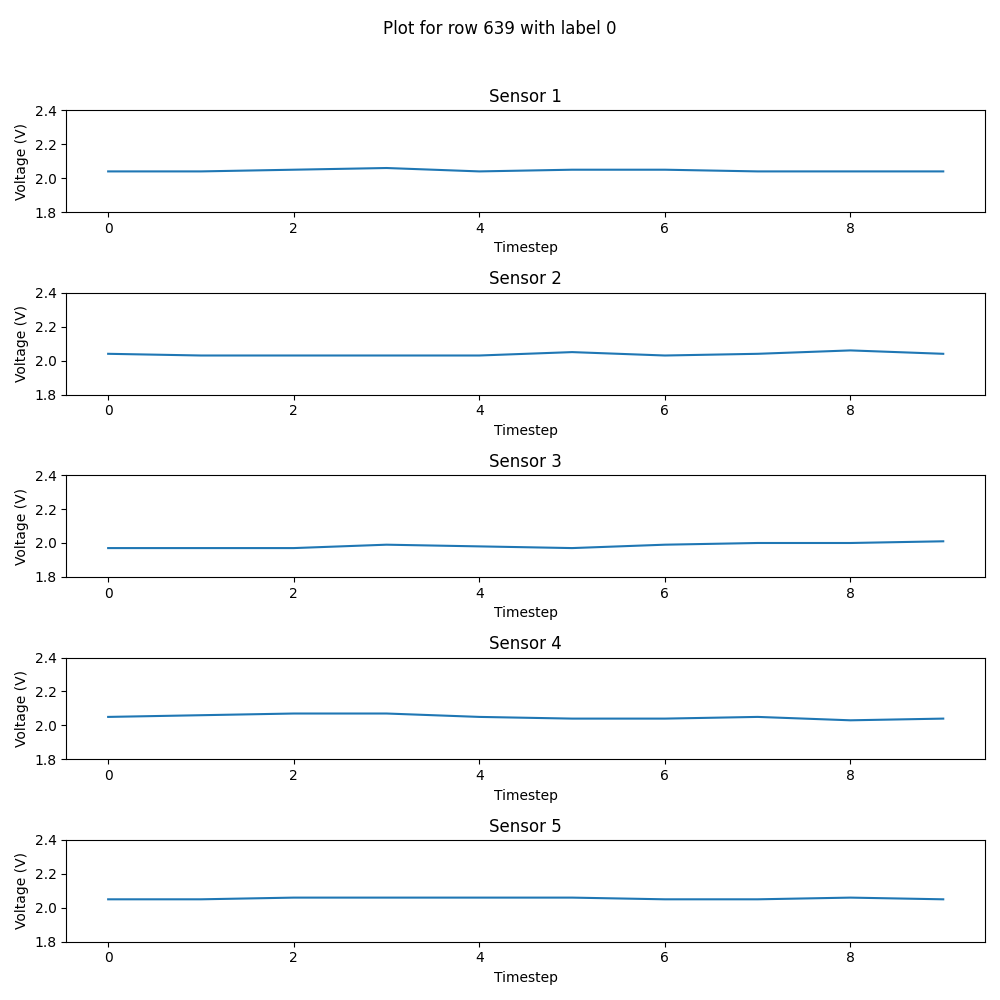 Plot for row 639 with label 0
Sensor 1
Voltage (V)
2.4
2.2
2.0
1.8
0 2 4 6 8
Timestep
Sensor 2
Voltage (V)
2.4
2.2
2.0
1.8
0 2 4 6 8
Timestep
Sensor 3
Voltage (V)
2.4
2.2
2.0
1.8
0 2 4 6 8
Timestep
Sensor 4
Voltage (V)
2.4
2.2
2.0
1.8
0 2 4 6 8
Timestep
Sensor 5
Voltage (V)
2.4
2.2
2.0
1.8
0 2 4 6 8
Timestep